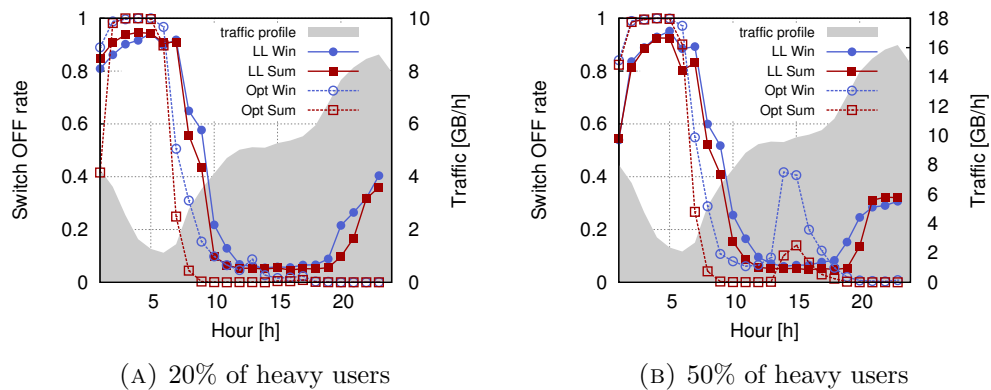 traffic profile
LL Win
LL Sum
Opt Win
Opt Sum
1
0.8
0.6
0.4
0.2
0
10
8
6
4
2
0
5
10
15
20
Switch OFF rate
Traffic [GB/h]
Hour [h]
(A) 20% of heavy users
traffic profile
LL Win
LL Sum
Opt Win
Opt Sum
1
0.8
0.6
0.4
0.2
0
18
16
14
12
10
8
6
4
2
0
5
10
15
20
Switch OFF rate
Traffic [GB/h]
Hour [h]
(B) 50% of heavy users